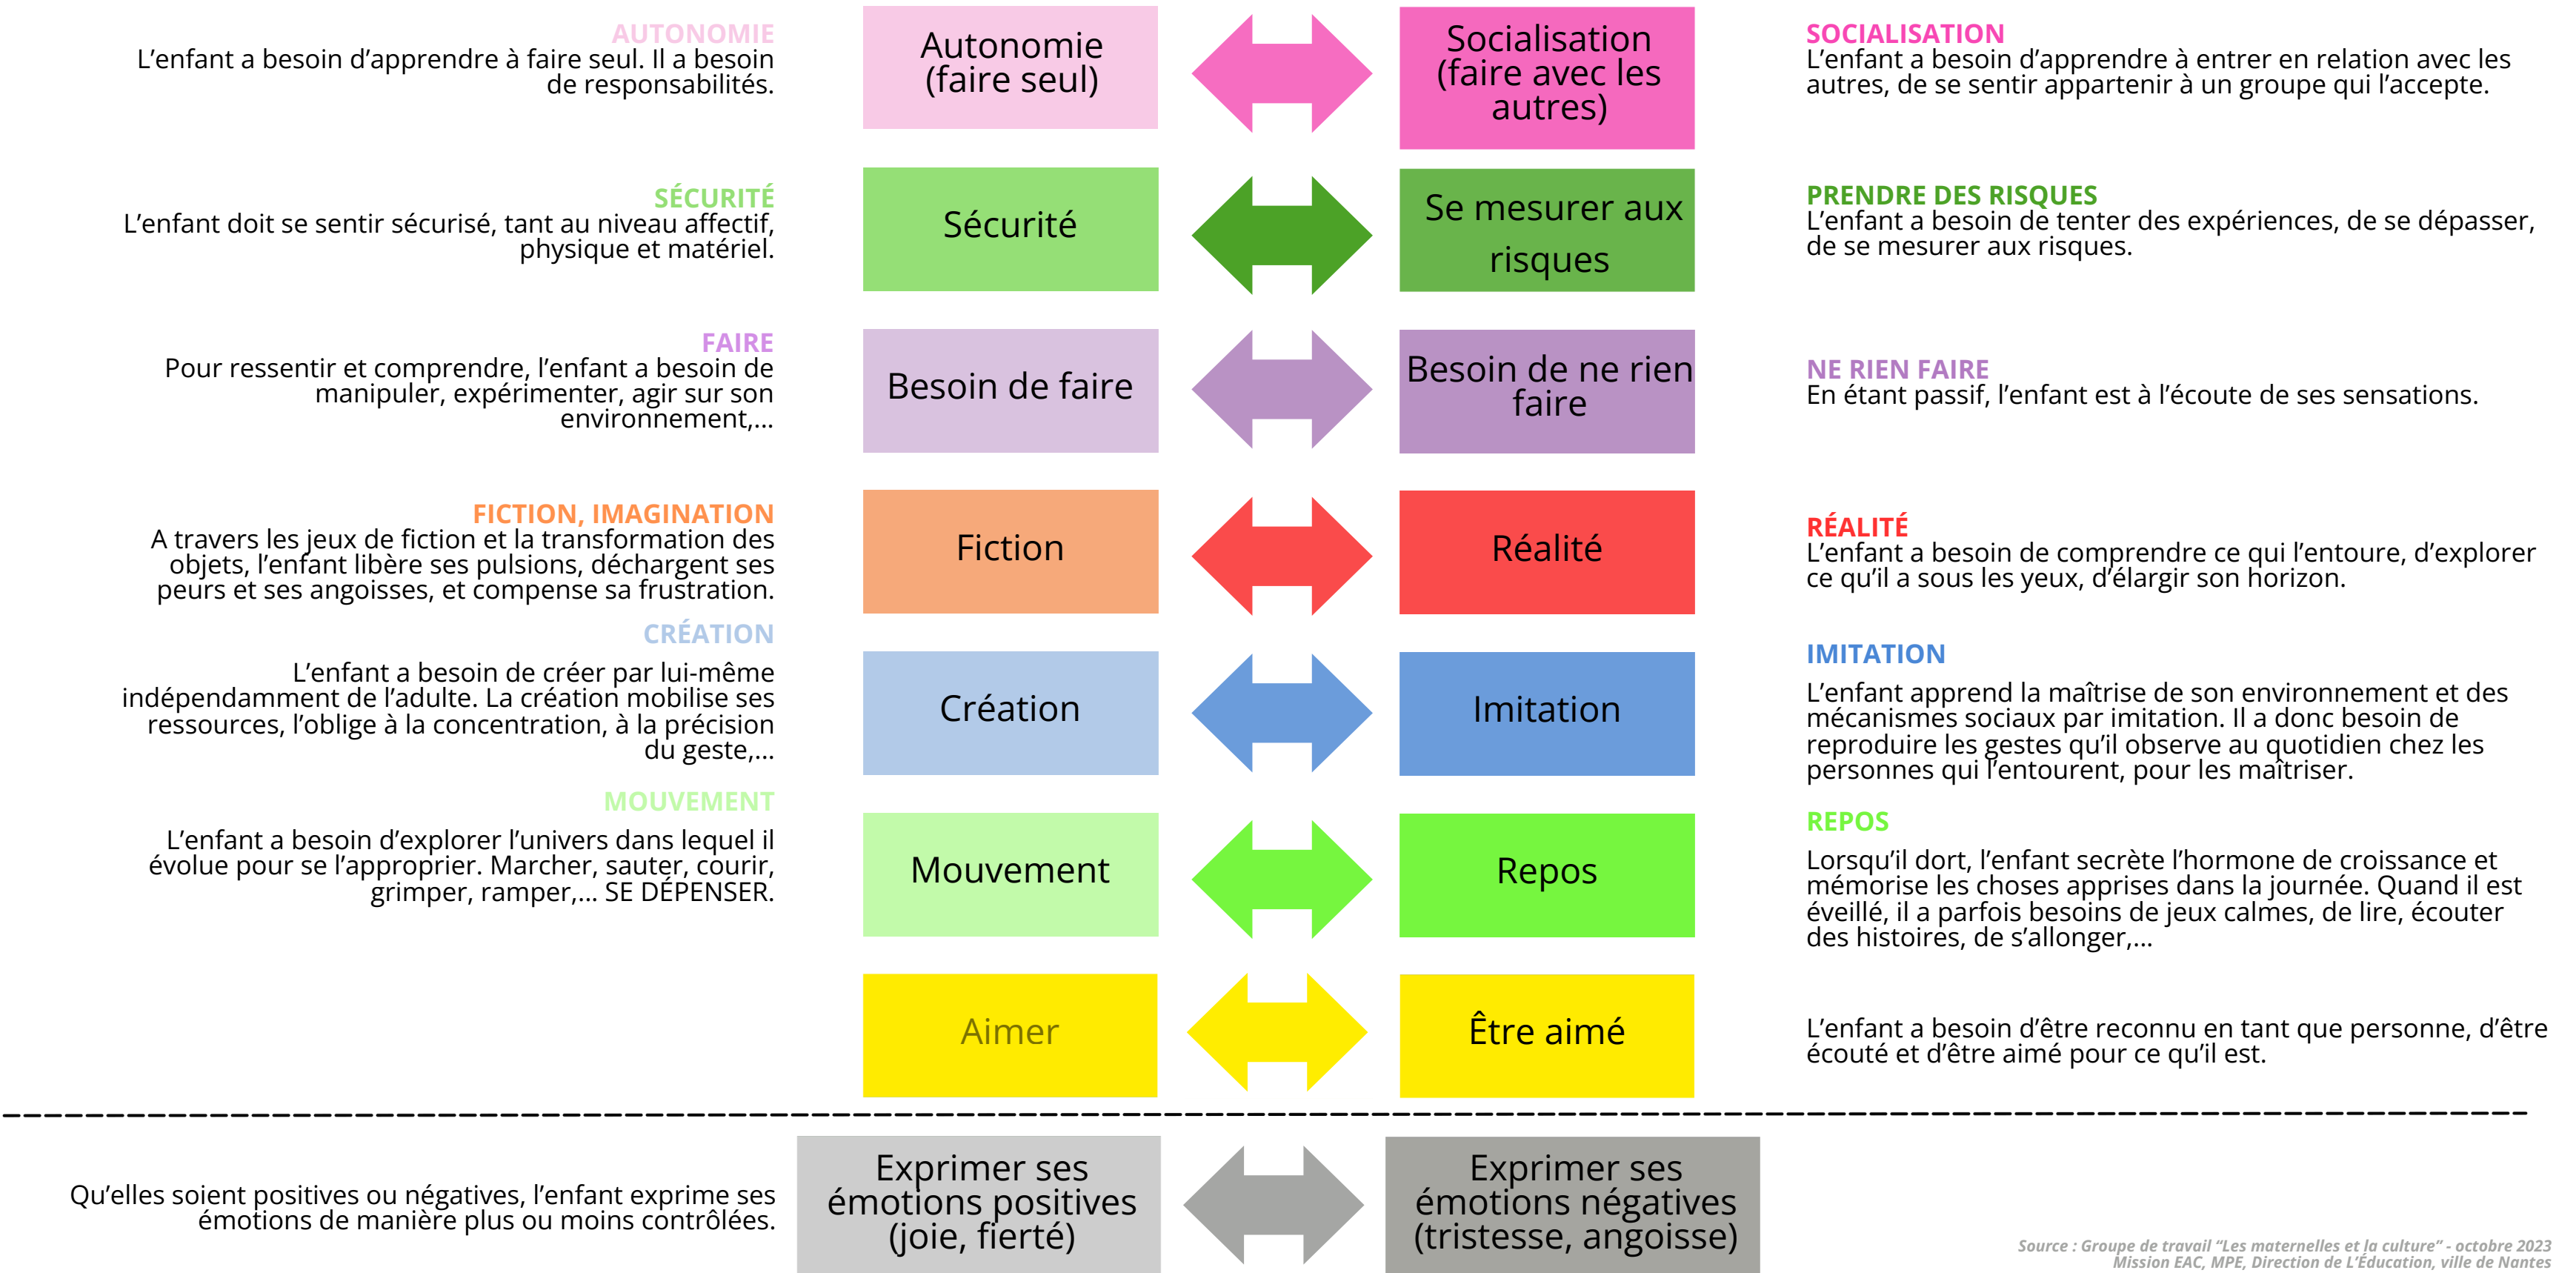 AUTONOMIE
L’enfant a besoin d’apprendre à faire seul. Il a besoin
de responsabilités.
Autonomie
(faire seul)
Socialisation
(faire avec les
autres)
SOCIALISATION
L’enfant a besoin d’apprendre à entrer en relation avec les
autres, de se sentir appartenir à un groupe qui l’accepte.
SÉCURITÉ
L’enfant doit se sentir sécurisé, tant au niveau affectif,
physique et matériel.
Sécurité
Se mesurer aux
risques
PRENDRE DES RISQUES
L’enfant a besoin de tenter des expériences, de se dépasser,
de se mesurer aux risques.
FAIRE
Pour ressentir et comprendre, l’enfant a besoin de
manipuler, expérimenter, agir sur son
environnement,...
Besoin de faire
Besoin de ne rien
faire
NE RIEN FAIRE
En étant passif, l’enfant est à l’écoute de ses sensations.
FICTION, IMAGINATION
A travers les jeux de fiction et la transformation des
objets, l’enfant libère ses pulsions, déchargent ses
peurs et ses angoisses, et compense sa frustration.
Fiction
Réalité
RÉALITÉ
L’enfant a besoin de comprendre ce qui l’entoure, d’explorer
ce qu’il a sous les yeux, d’élargir son horizon.
CRÉATION
L’enfant a besoin de créer par lui-même
indépendamment de l’adulte. La création mobilise ses
ressources, l’oblige à la concentration, à la précision
du geste,...
Création
Imitation
IMITATION
L’enfant apprend la maîtrise de son environnement et des
mécanismes sociaux par imitation. Il a donc besoin de
reproduire les gestes qu’il observe au quotidien chez les
personnes qui l’entourent, pour les maîtriser.
MOUVEMENT
L’enfant a besoin d’explorer l’univers dans lequel il
évolue pour se l’approprier. Marcher, sauter, courir,
grimper, ramper,... SE DÉPENSER.
Mouvement
Repos
REPOS
Lorsqu’il dort, l’enfant secrète l’hormone de croissance et
mémorise les choses apprises dans la journée. Quand il est
éveillé, il a parfois besoins de jeux calmes, de lire, écouter
des histoires, de s’allonger,...
Aimer
Être aimé
L’enfant a besoin d’être reconnu en tant que personne, d’être
écouté et d’être aimé pour ce qu’il est.
Qu’elles soient positives ou négatives, l’enfant exprime ses
émotions de manière plus ou moins contrôlées.
Exprimer ses
émotions positives
(joie, fierté)
Exprimer ses
émotions négatives
(tristesse, angoisse)
Source : Groupe de travail “Les maternelles et la culture” - octobre 2023
Mission EAC, MPE, Direction de L’Éducation, ville de Nantes